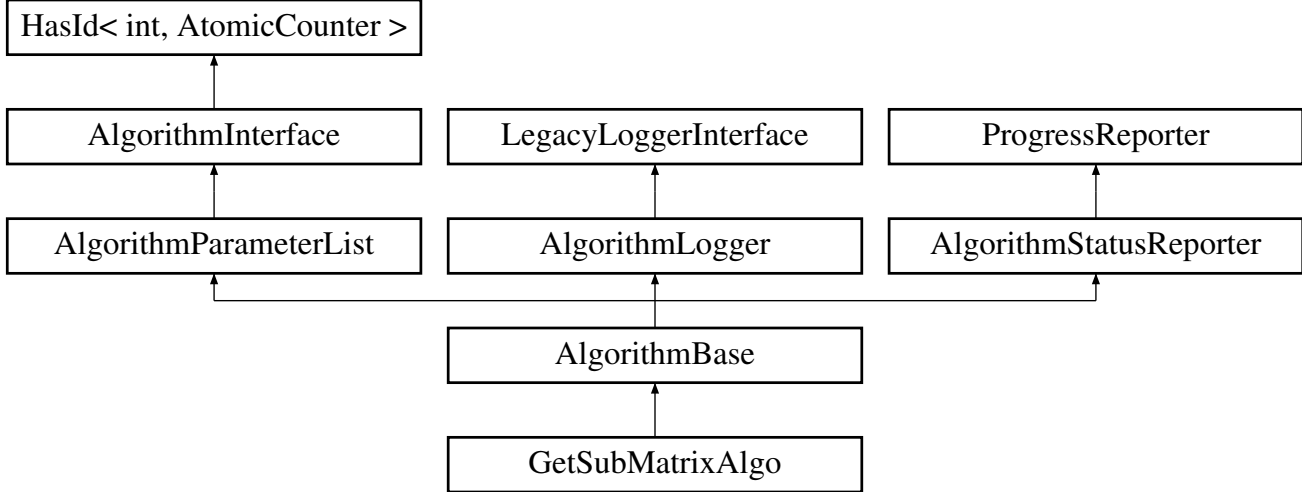 HasId< int, AtomicCounter >
AlgorithmInterface
LegacyLoggerInterface
ProgressReporter
AlgorithmParameterList
AlgorithmLogger
AlgorithmStatusReporter
AlgorithmBase
GetSubMatrixAlgo